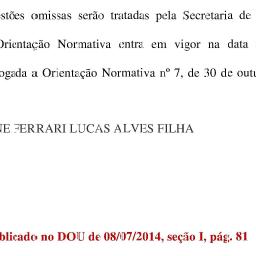 stões omissas serão tratadas pela Secretaria de
Orientação Normativa entra em vigor na data
ogada a Orientação Normativa nº 7, de 30 de outu
NE FERRARI LUCAS ALVES FILHA
blicado no DOU de 08/07/2014, seção I, pág. 81